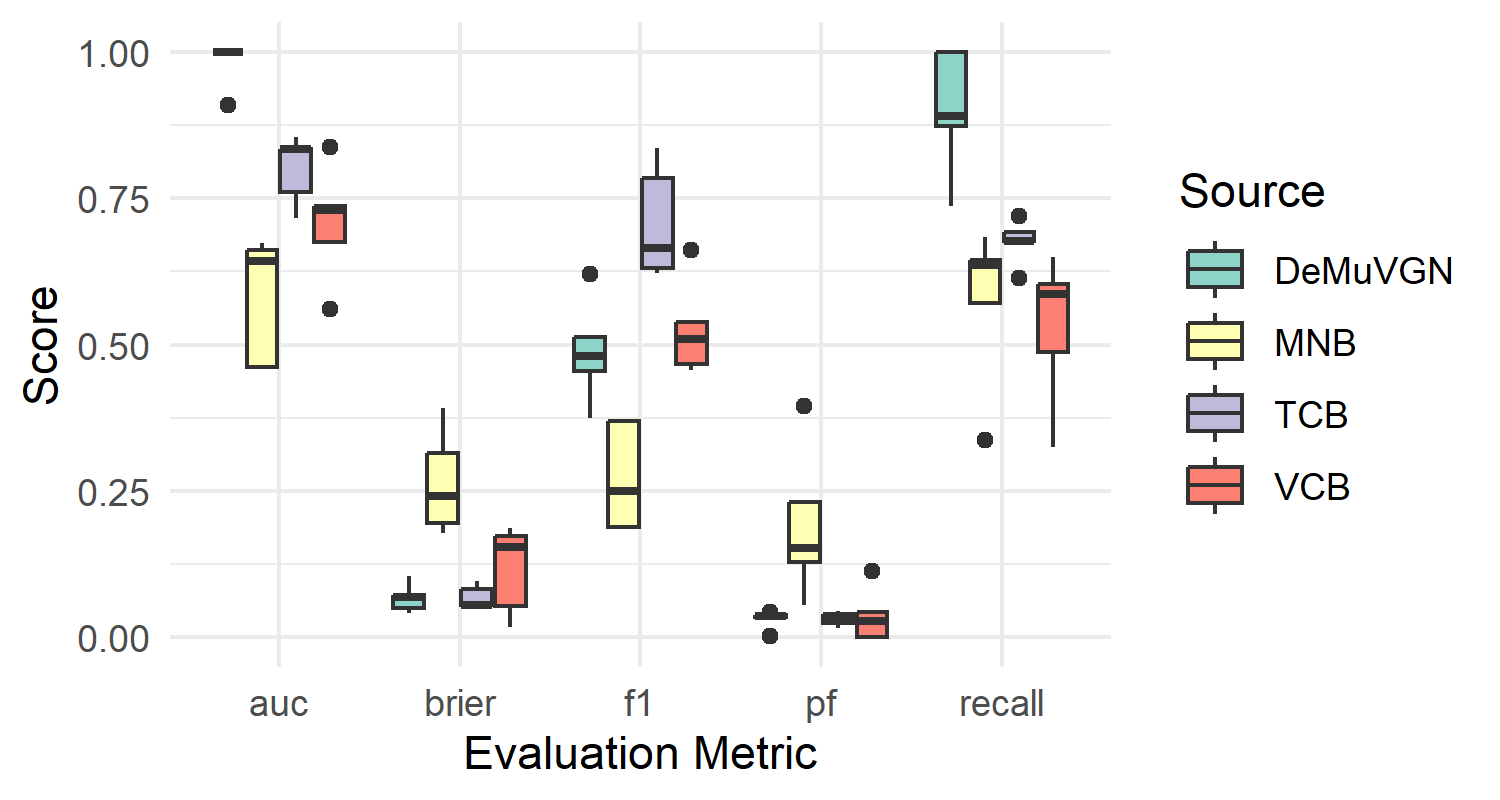 Score
1.00
0.75
0.50
0.25
0.00
auc brier f1 pf recall
Evaluation Metric
Source
DeMuVGN
MNB
TCB
VCB